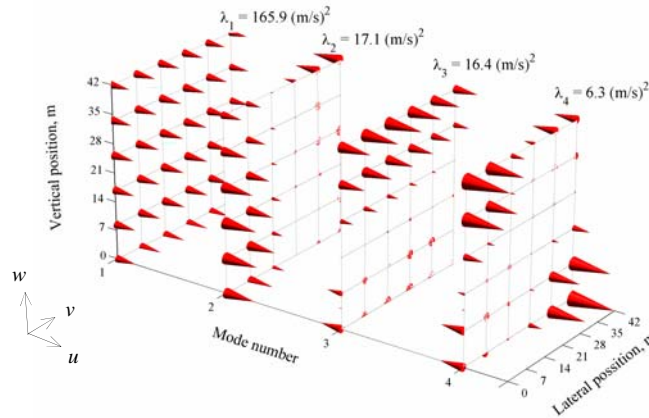 λ1 = 165.9 (m/s)²
λ2 = 17.1 (m/s)²
λ3 = 16.4 (m/s)²
λ4 = 6.3 (m/s)²
Vertical position, m
42
35
28
21
14
7
0
1
2
3
4
Mode number
0
7
14
21
28
35
42
Lateral possition, m
w
v
u